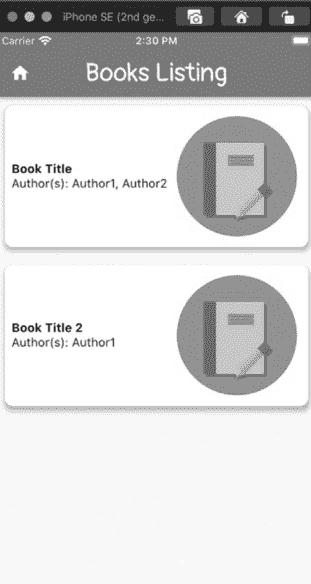 iPhone SE (2nd ge...
Carrier 2:30 PM
Books Listing
Book Title
Author(s): Author1, Author2
Book Title 2
Author(s): Author1